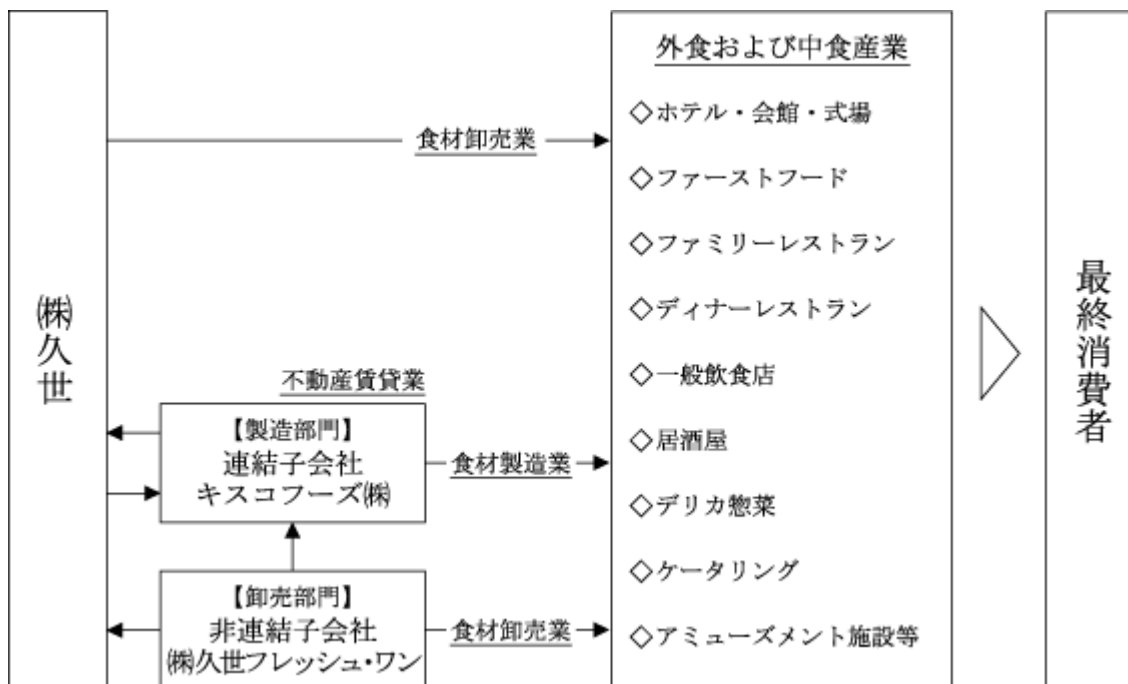 ㈱久世
食材卸売業
不動産賃貸業
【製造部門】
連結子会社
キスコフーズ㈱
食材製造業
【卸売部門】
非連結子会社
㈱久世フレッシュ・ワン
食材卸売業
外食および中食産業
◇ホテル・会館・式場
◇ファーストフード
◇ファミリーレストラン
◇ディナーレストラン
◇一般飲食店
◇居酒屋
◇デリカ惣菜
◇ケータリング
◇アミューズメント施設等
最終消費者